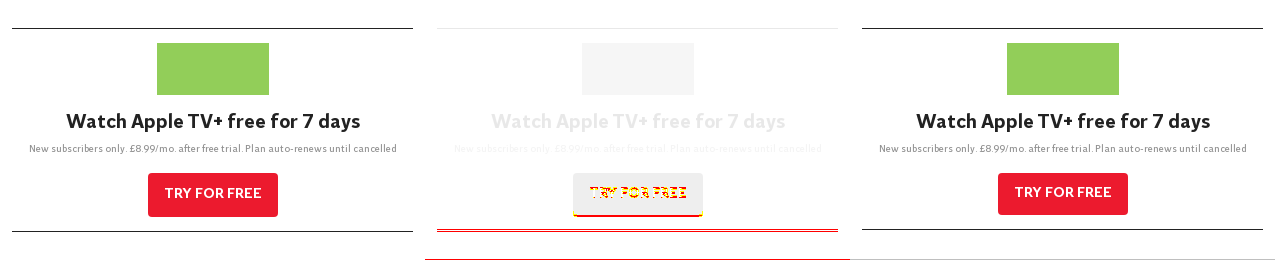 Watch Apple TV+ free for 7 days
New subscribers only. £8.99/mo. after free trial. Plan auto-renews until cancelled
TRY FOR FREE
Watch Apple TV+ free for 7 days
New subscribers only. £8.99/mo. after free trial. Plan auto-renews until cancelled
TRY FOR FREE
Watch Apple TV+ free for 7 days
New subscribers only. £8.99/mo. after free trial. Plan auto-renews until cancelled
TRY FOR FREE